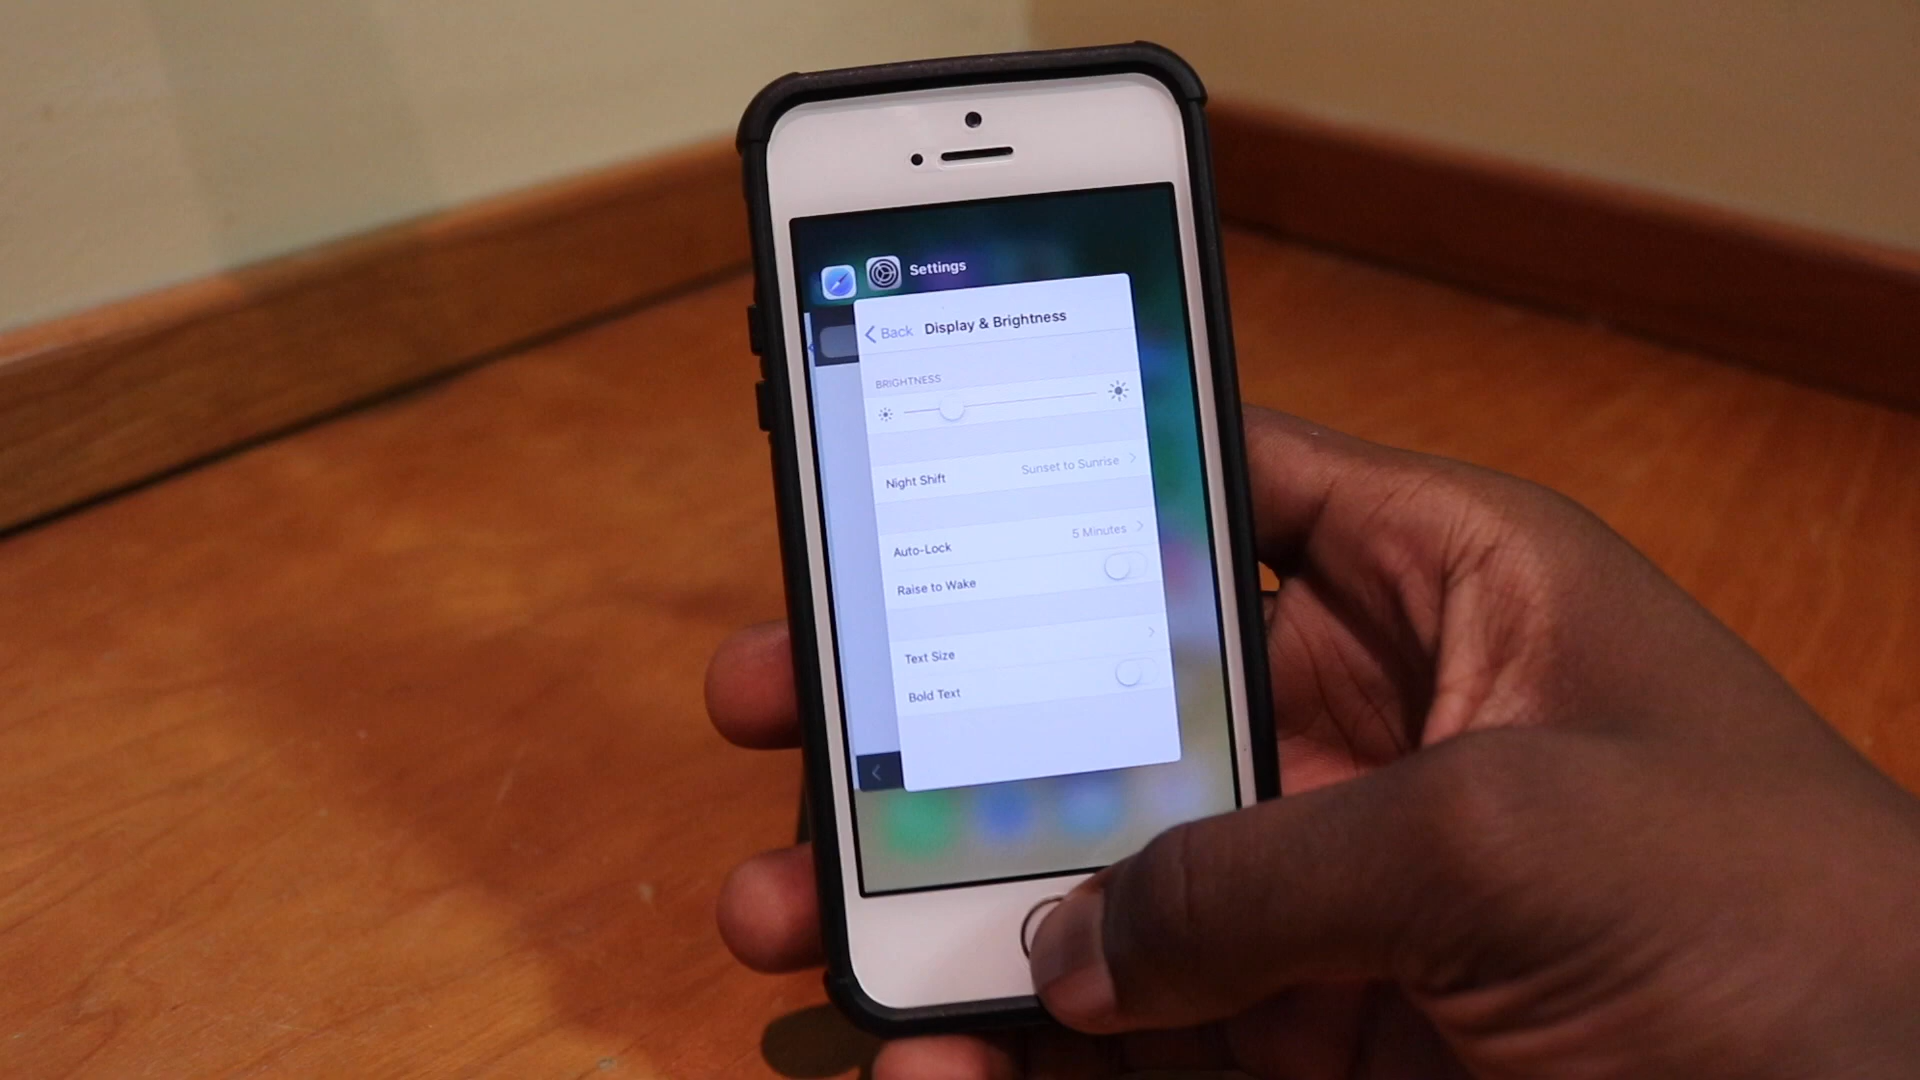 Settings
Back Display & Brightness
BRIGHTNESS
Night Shift Sunset to Sunrise
Auto-Lock 5 Minutes
Raise to Wake
Text Size
Bold Text